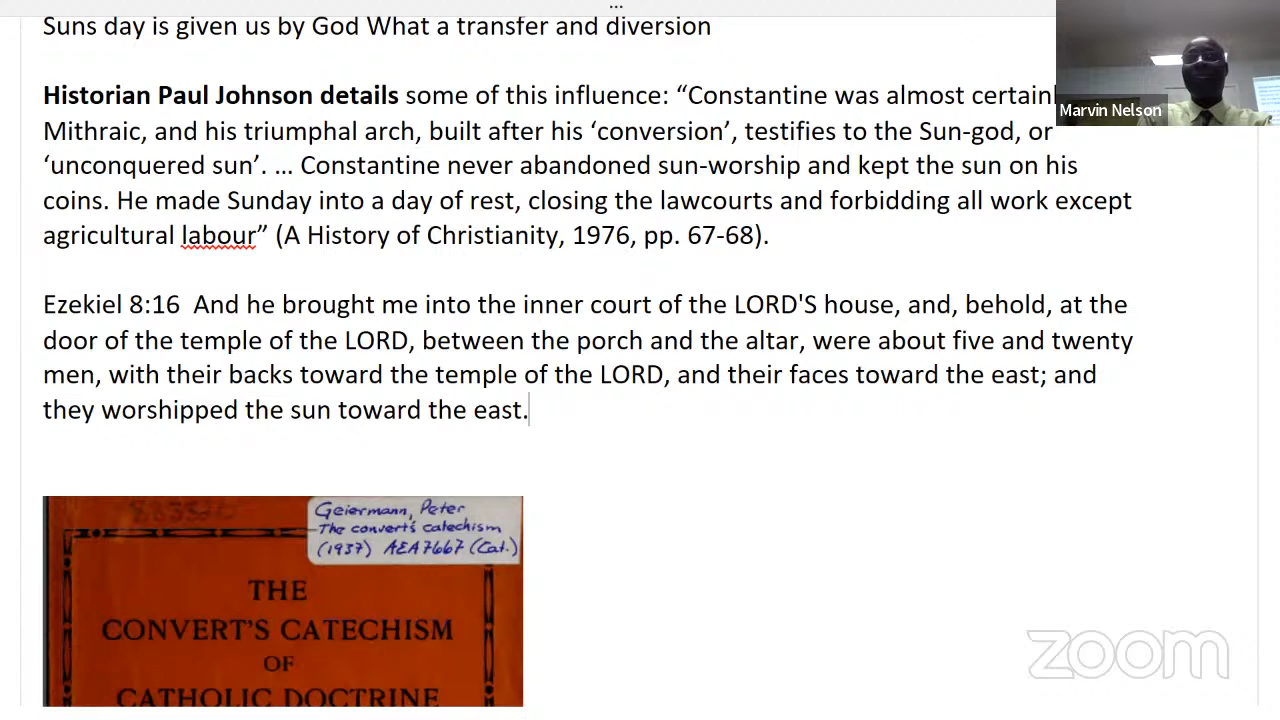 ...
Suns day is given us by God What a transfer and diversion
Marvin Nelson
Historian Paul Johnson details some of this influence: “Constantine was almost certainl
Mithraic, and his triumphal arch, built after his ‘conversion’, testifies to the Sun-god, or
‘unconquered sun’. ... Constantine never abandoned sun-worship and kept the sun on his
coins. He made Sunday into a day of rest, closing the lawcourts and forbidding all work except
agricultural labour” (A History of Christianity, 1976, pp. 67-68).
Ezekiel 8:16  And he brought me into the inner court of the LORD'S house, and, behold, at the
door of the temple of the LORD, between the porch and the altar, were about five and twenty
men, with their backs toward the temple of the LORD, and their faces toward the east; and
they worshipped the sun toward the east.
Geiermann, Peter
The convert's catechism
(1937) AEA7667 (Cat.)
THE
CONVERT'S CATECHISM
OF
CATHOLIC DOCTRINE
zoom